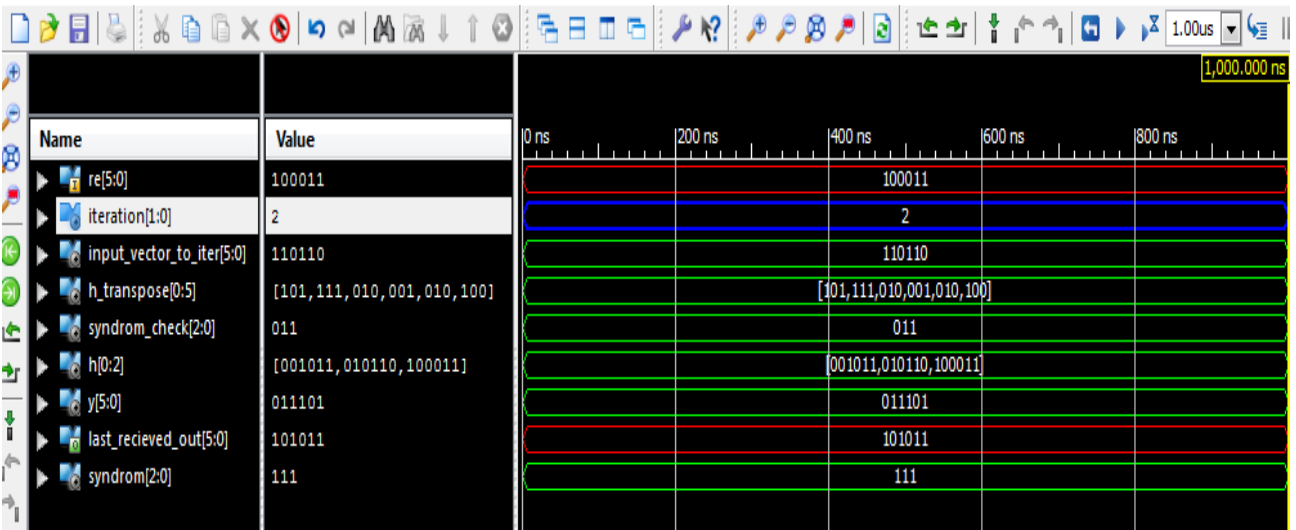 1.00us
1,000.000 ns
Name Value 0 ns 200 ns 400 ns 600 ns 800 ns
re[5:0] 100011 100011
iteration[1:0] 2 2
input_vector_to_iter[5:0] 110110 110110
h_transpose[0:5] [101,111,010,001,010,100] [101,111,010,001,010,100]
syndrom_check[2:0] 011 011
h[0:2] [001011,010110,100011] [001011,010110,100011]
y[5:0] 011101 011101
last_recieved_out[5:0] 101011 101011
syndrom[2:0] 111 111